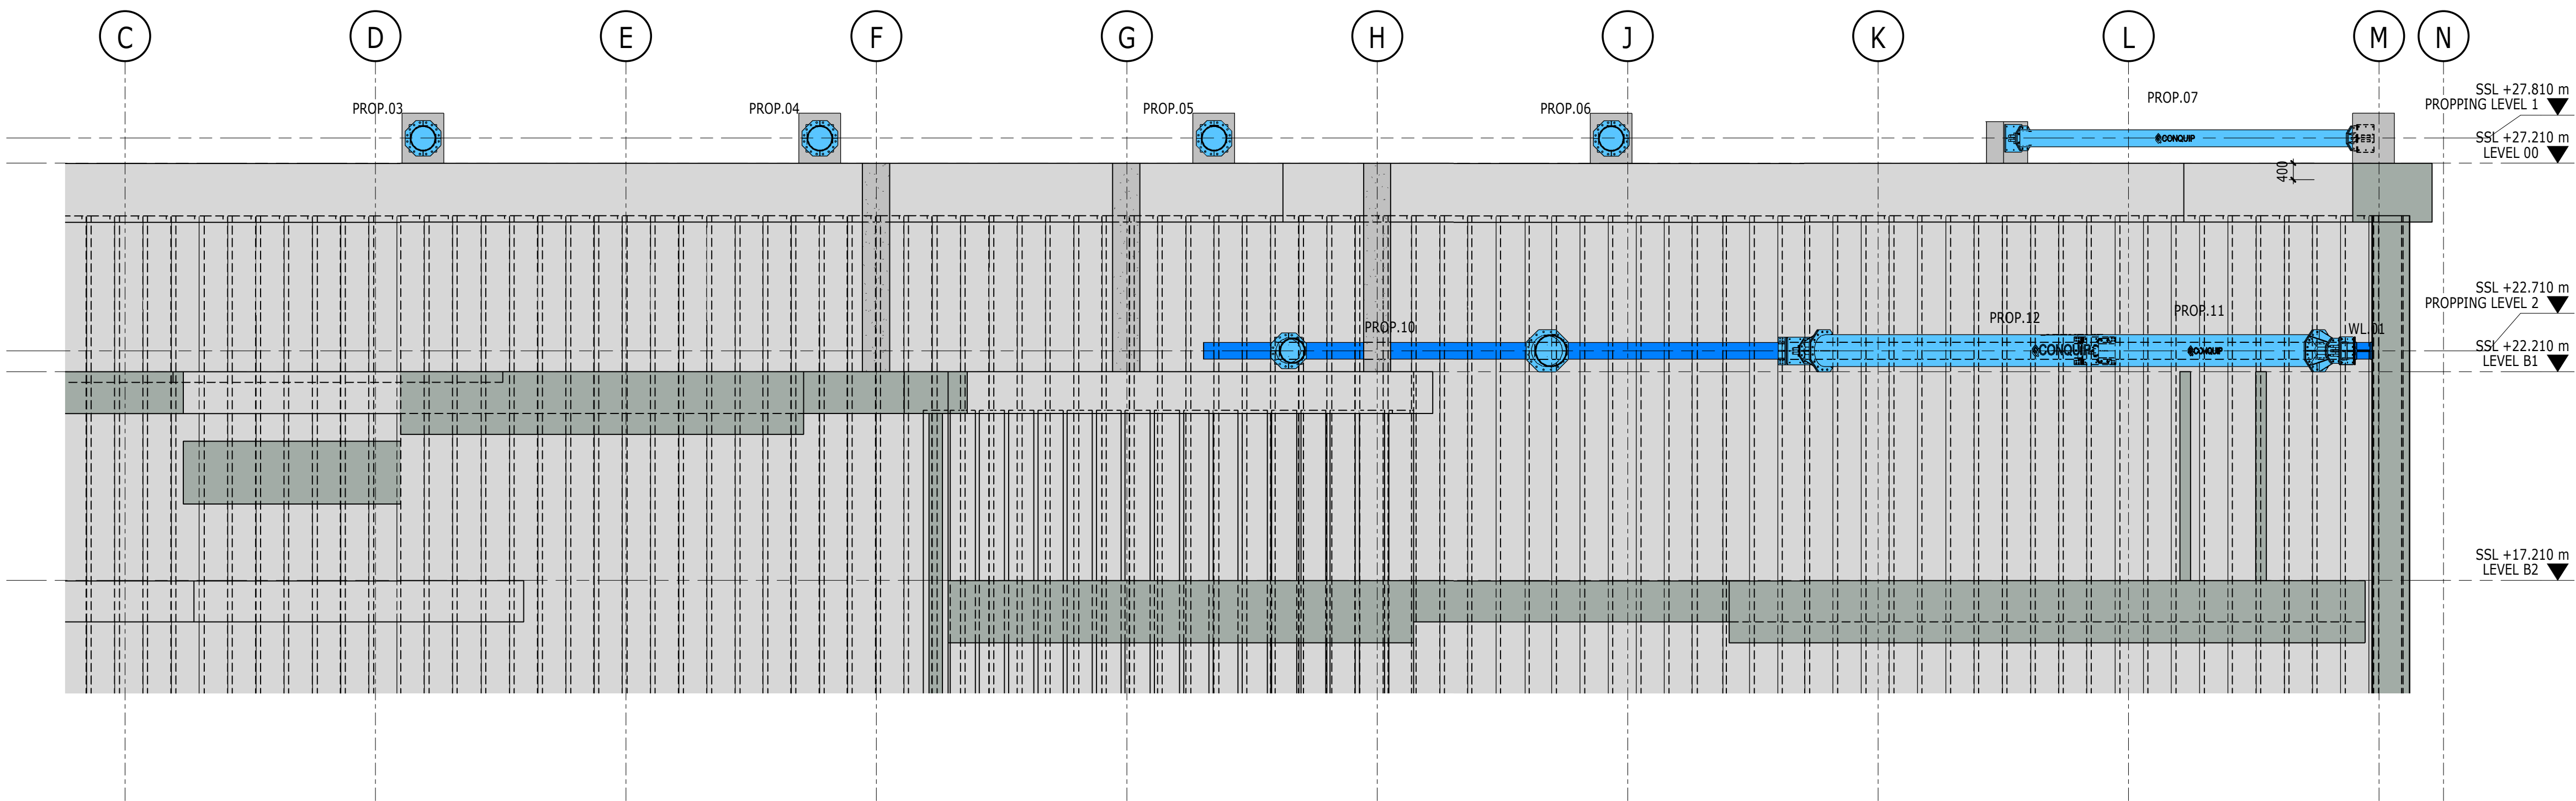 C D E F G H J K L M N
PROP.03
PROP.04
PROP.05
PROP.06
PROP.07
SSL +27.810 m
PROPPING LEVEL 1
CONQUIP
SSL +27.210 m
LEVEL 00
400
SSL +22.710 m
PROPPING LEVEL 2
PROP.10
PROP.12
PROP.11
WL.01
CONQUIP
CONQUIP
SSL +22.210 m
LEVEL B1
SSL +17.210 m
LEVEL B2